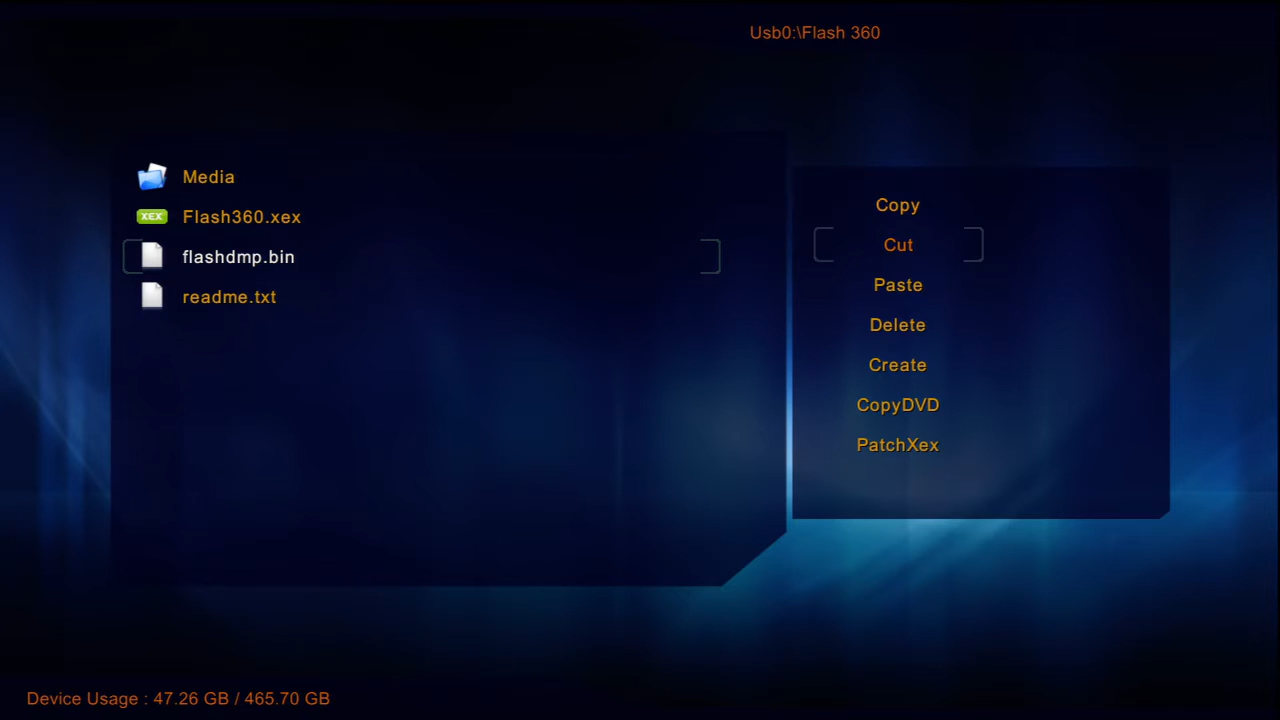 Usb0:\Flash 360
Media
XEX Flash360.xex
flashdmp.bin
readme.txt
Copy
Cut
Paste
Delete
Create
CopyDVD
PatchXex
Device Usage : 47.26 GB / 465.70 GB